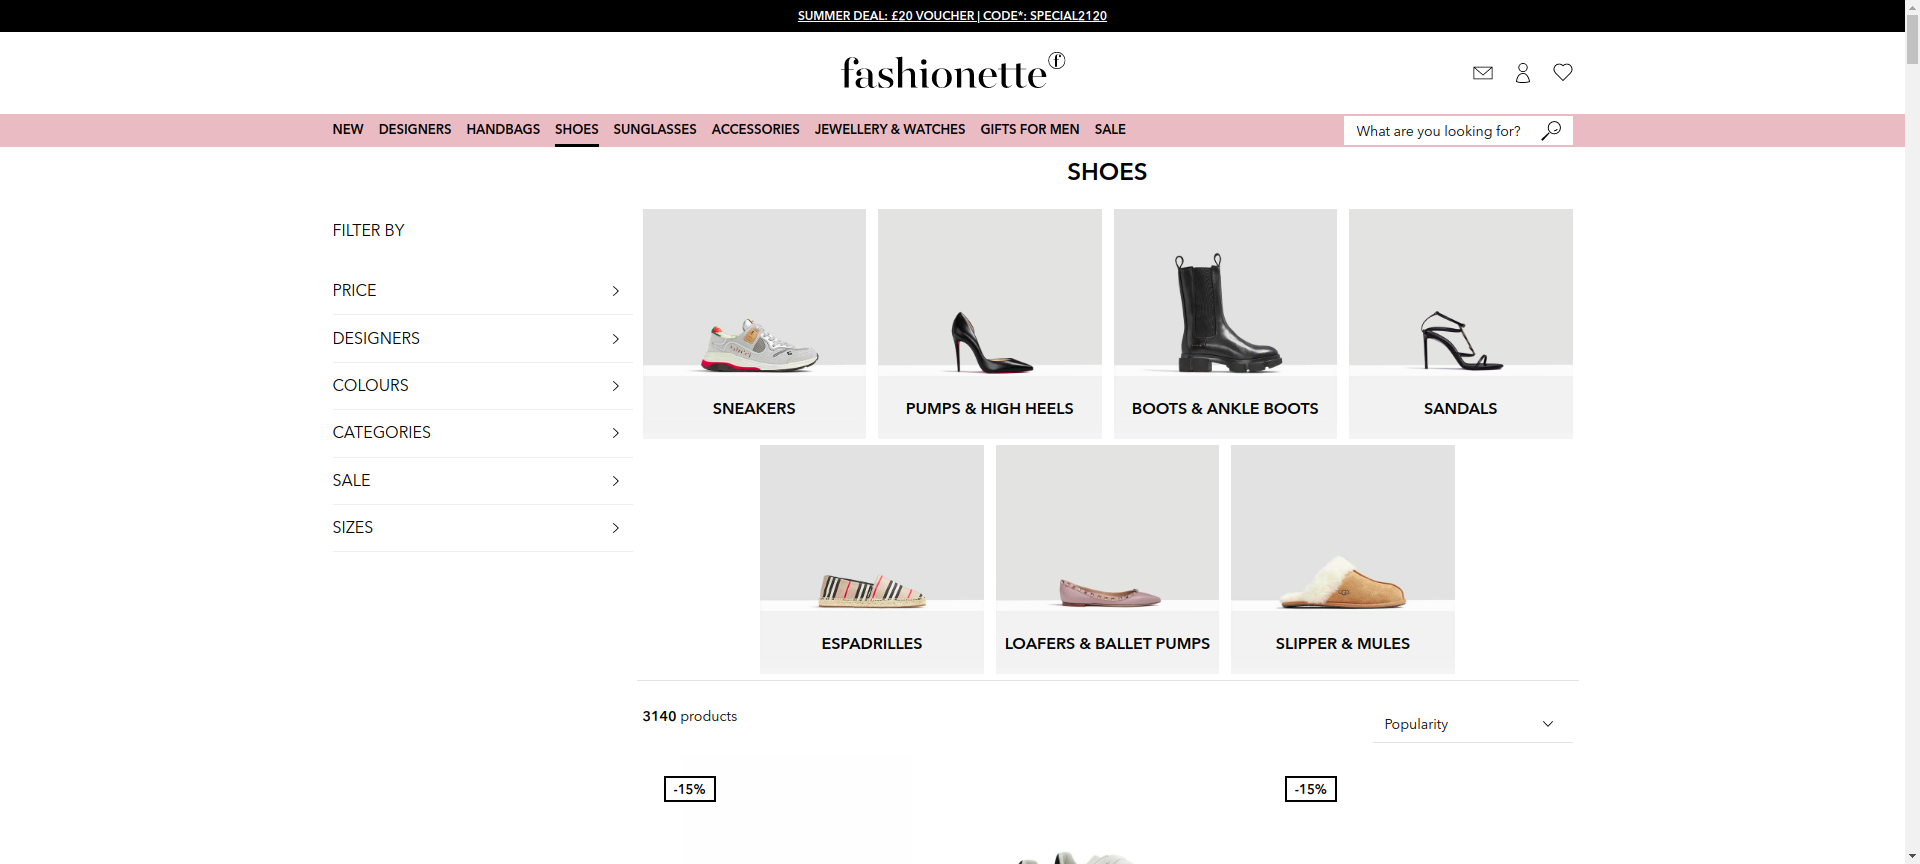 SUMMER DEAL: £20 VOUCHER | CODE*: SPECIAL2120
fashionette f
NEW DESIGNERS HANDBAGS SHOES SUNGLASSES ACCESSORIES JEWELLERY & WATCHES GIFTS FOR MEN SALE What are you looking for?
SHOES
FILTER BY
PRICE
DESIGNERS
COLOURS
CATEGORIES
SALE
SIZES
SNEAKERS PUMPS & HIGH HEELS BOOTS & ANKLE BOOTS SANDALS
ESPADRILLES LOAFERS & BALLET PUMPS SLIPPER & MULES
3140 products Popularity
-15% -15%